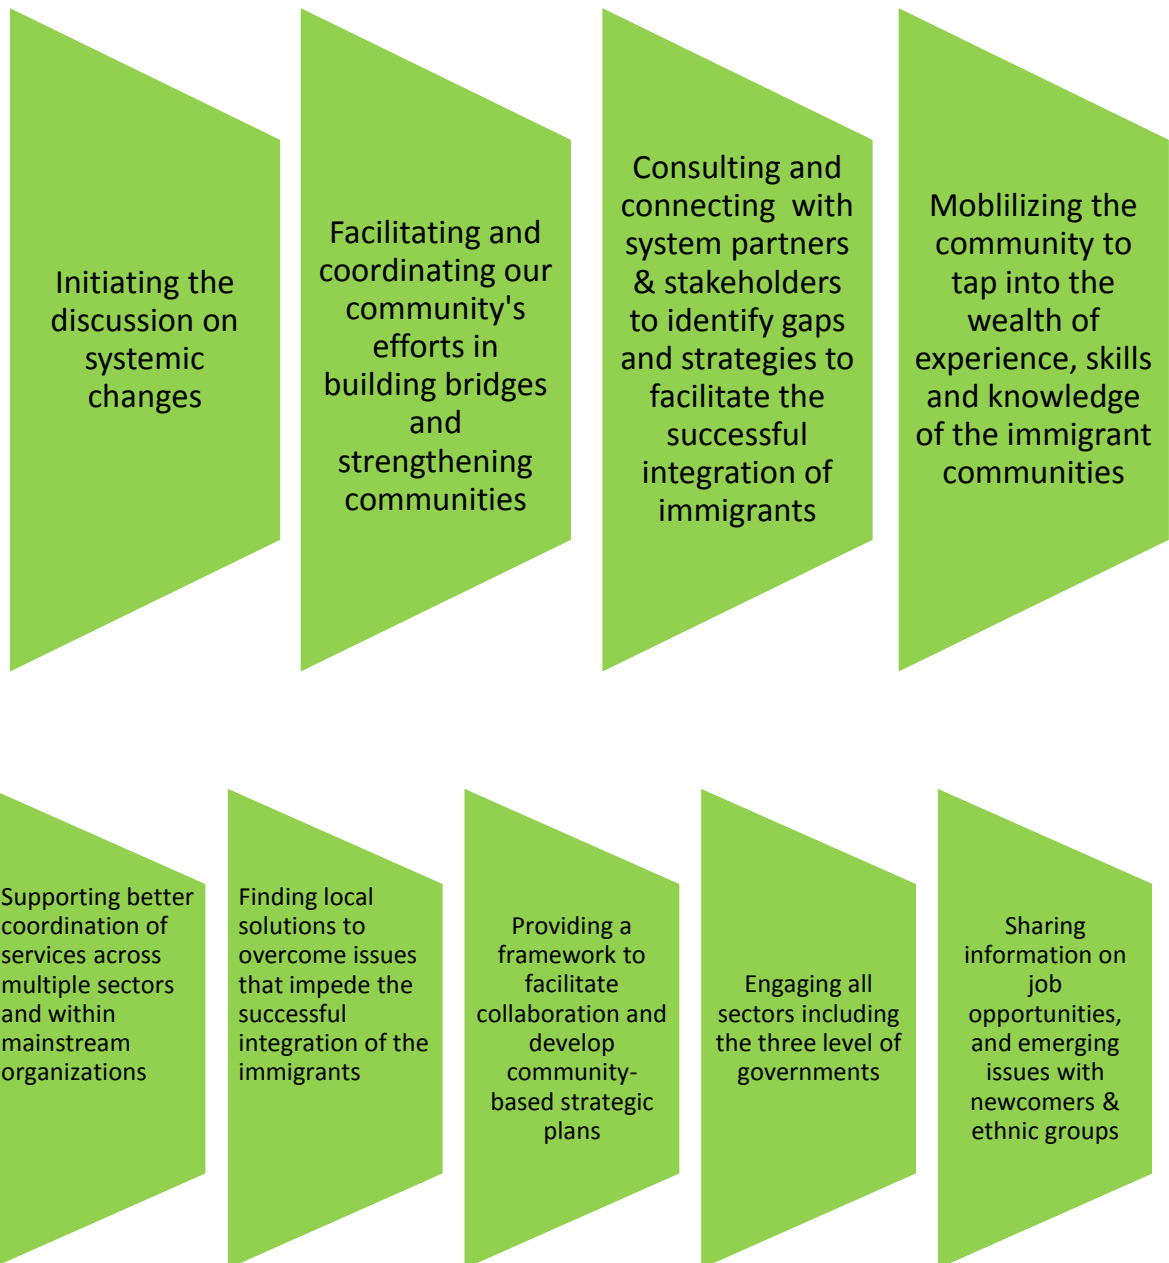 Initiating the
discussion on
systemic
changes
Facilitating and
coordinating our
community's
efforts in
building bridges
and
strengthening
communities
Consulting and
connecting  with
system partners
& stakeholders
to identify gaps
and strategies to
facilitate the
successful
integration of
immigrants
Moblilizing the
community to
tap into the
wealth of
experience, skills
and knowledge
of the immigrant
communities
Supporting better
coordination of
services across
multiple sectors
and within
mainstream
organizations
Finding local
solutions to
overcome issues
that impede the
successful
integration of the
immigrants
Providing a
framework to
facilitate
collaboration and
develop
community-
based strategic
plans
Engaging all
sectors including
the three level of
governments
Sharing
information on
job
opportunities,
and emerging
issues with
newcomers &
ethnic groups